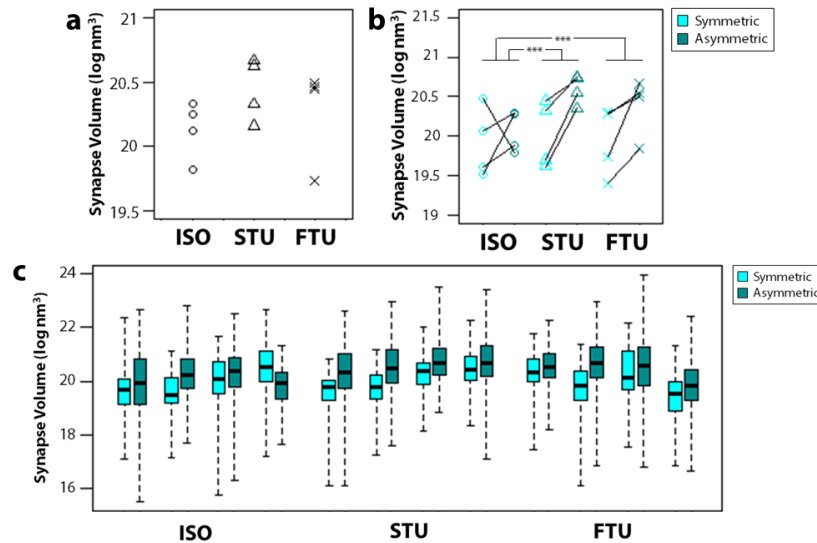 a
Synapse Volume (log nm³)
21
20.5
20
19.5
ISO STU FTU
b
Synapse Volume (log nm³)
21.5
21
20.5
20
19.5
19
***
***
ISO STU FTU
Symmetric
Asymmetric
c
Synapse Volume (log nm³)
24
22
20
18
16
ISO STU FTU
Symmetric
Asymmetric